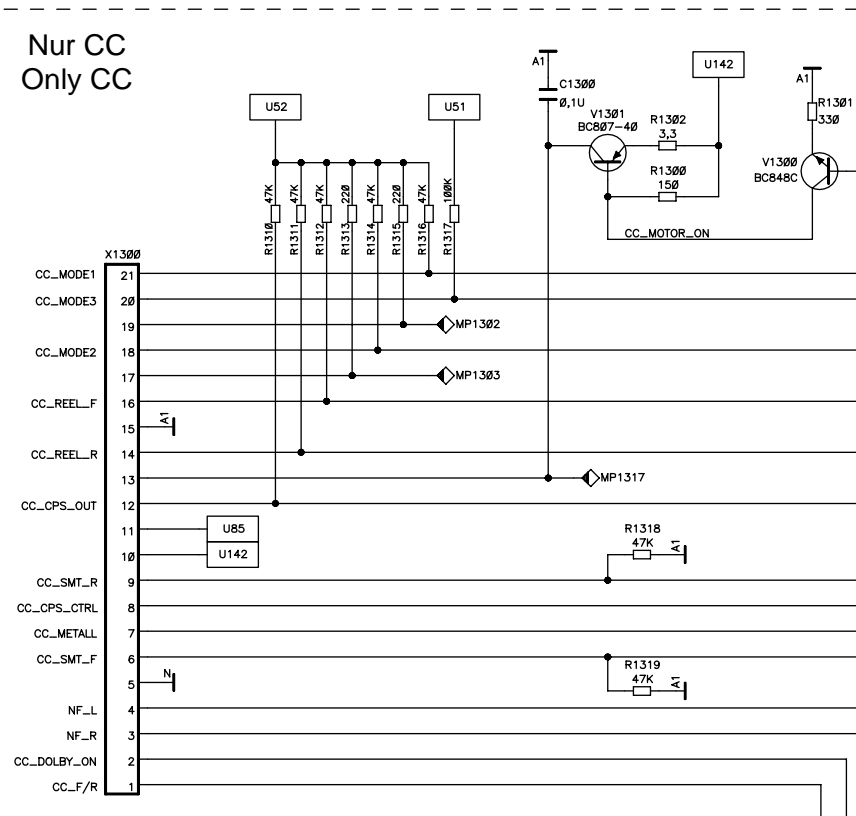 Nur CC
Only CC
A1
C1300
0,1U
V1301
BC807-40
R1302
3,3
R1300
150
U142
A1
R1301
330
V1300
BC848C
CC_MOTOR_ON
U52
U51
47K
47K
47K
220
47K
220
47K
100K
R1310
R1311
R1312
R1313
R1314
R1315
R1316
R1317
X1300
CC_MODE1 21
CC_MODE3 20
19 MP1302
CC_MODE2 18
17 MP1303
CC_REEL_F 16
15 A1
CC_REEL_R 14
13 MP1317
CC_CPS_OUT 12
11 U85
10 U142
R1318
47K
A1
CC_SMT_R 9
CC_CPS_CTRL 8
CC_METALL 7
CC_SMT_F 6
R1319
47K
A1
5 N
NF_L 4
NF_R 3
CC_DOLBY_ON 2
CC_F/R 1